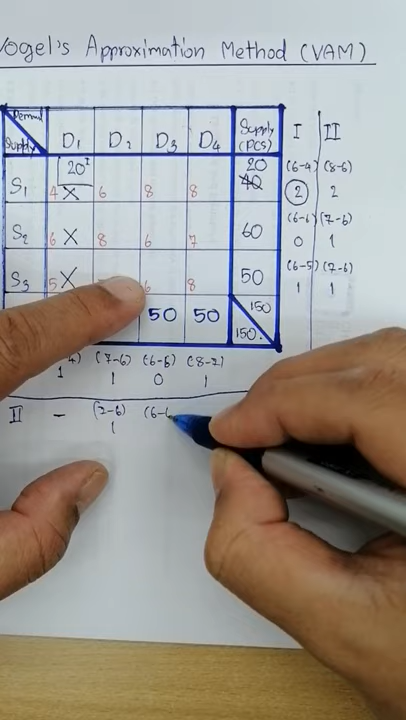 Vogel's Approximation Method (VAM)
Demand
Supply D1 D2 D3 D4 Supply (pcs) I II
20 I 20 (6-4) (8-6)
S1 4 X 6 8 8 40 2 2
(6-6) (7-6)
S2 6 X 8 6 7 60 0 1
(6-5) (7-6)
S3 5 X 6 8 50 1 1
50 50 150
150
4) (7-6) (6-6) (8-7)
1 1 0 1
II - (7-6) (6-6
1